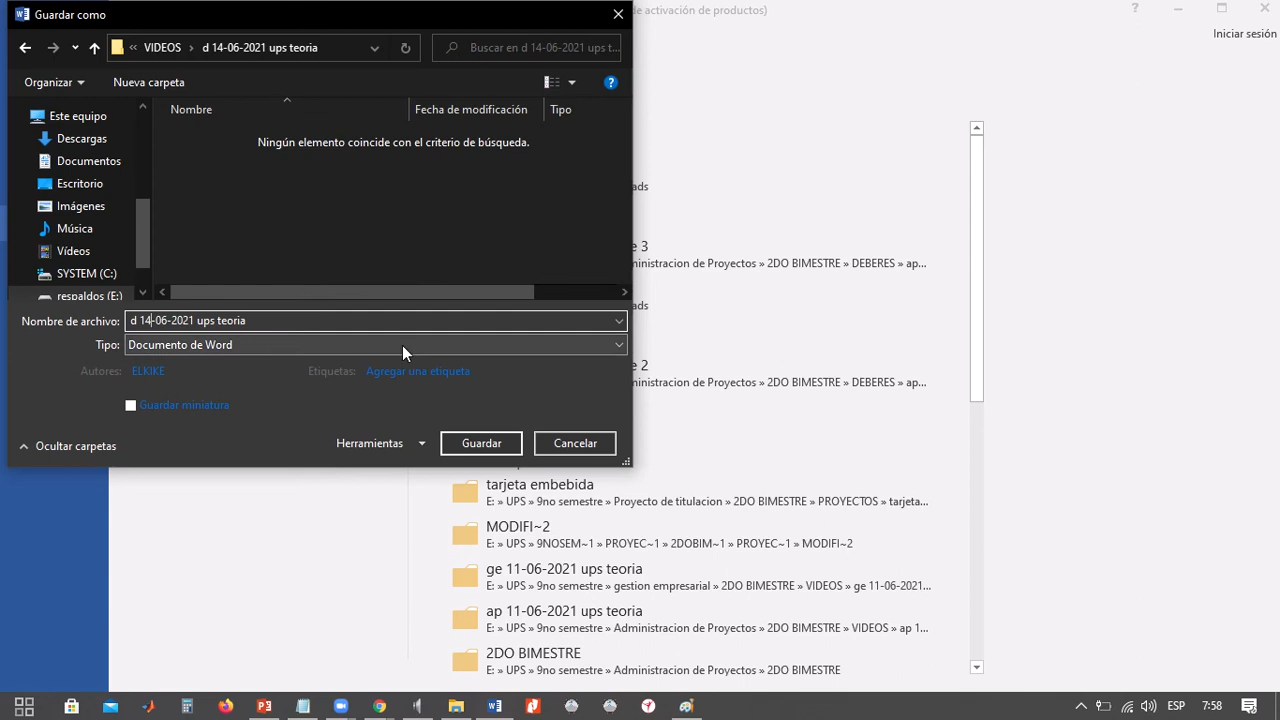 Guardar como
de activación de productos)
Iniciar sesión
VIDEOS
d 14-06-2021 ups teoria
Buscar en d 14-06-2021 ups t...
Organizar
Nueva carpeta
Nombre
Fecha de modificación
Tipo
Ningún elemento coincide con el criterio de búsqueda.
Este equipo
Descargas
Documentos
Escritorio
Imágenes
Música
Vídeos
SYSTEM (C:)
respaldos (E:)
Nombre de archivo:
d 14-06-2021 ups teoria
Tipo:
Documento de Word
Autores:
ELKIKE
Etiquetas:
Agregar una etiqueta
Guardar miniatura
Ocultar carpetas
Herramientas
Guardar
Cancelar
ads
e 3
ministracion de Proyectos » 2DO BIMESTRE » DEBERES » ap...
ads
e 2
ministracion de Proyectos » 2DO BIMESTRE » DEBERES » ap...
tarjeta embebida
E: » UPS » 9no semestre » Proyecto de titulacion » 2DO BIMESTRE » PROYECTOS » tarjeta...
MODIFI~2
E: » UPS » 9NOSEM~1 » PROYEC~1 » 2DOBIM~1 » PROYEC~1 » MODIFI~2
ge 11-06-2021 ups teoria
E: » UPS » 9no semestre » gestion empresarial » 2DO BIMESTRE » VIDEOS » ge 11-06-2021...
ap 11-06-2021 ups teoria
E: » UPS » 9no semestre » Administracion de Proyectos » 2DO BIMESTRE » VIDEOS » ap 1...
2DO BIMESTRE
E: » UPS » 9no semestre » Administracion de Proyectos » 2DO BIMESTRE
ESP
7:58